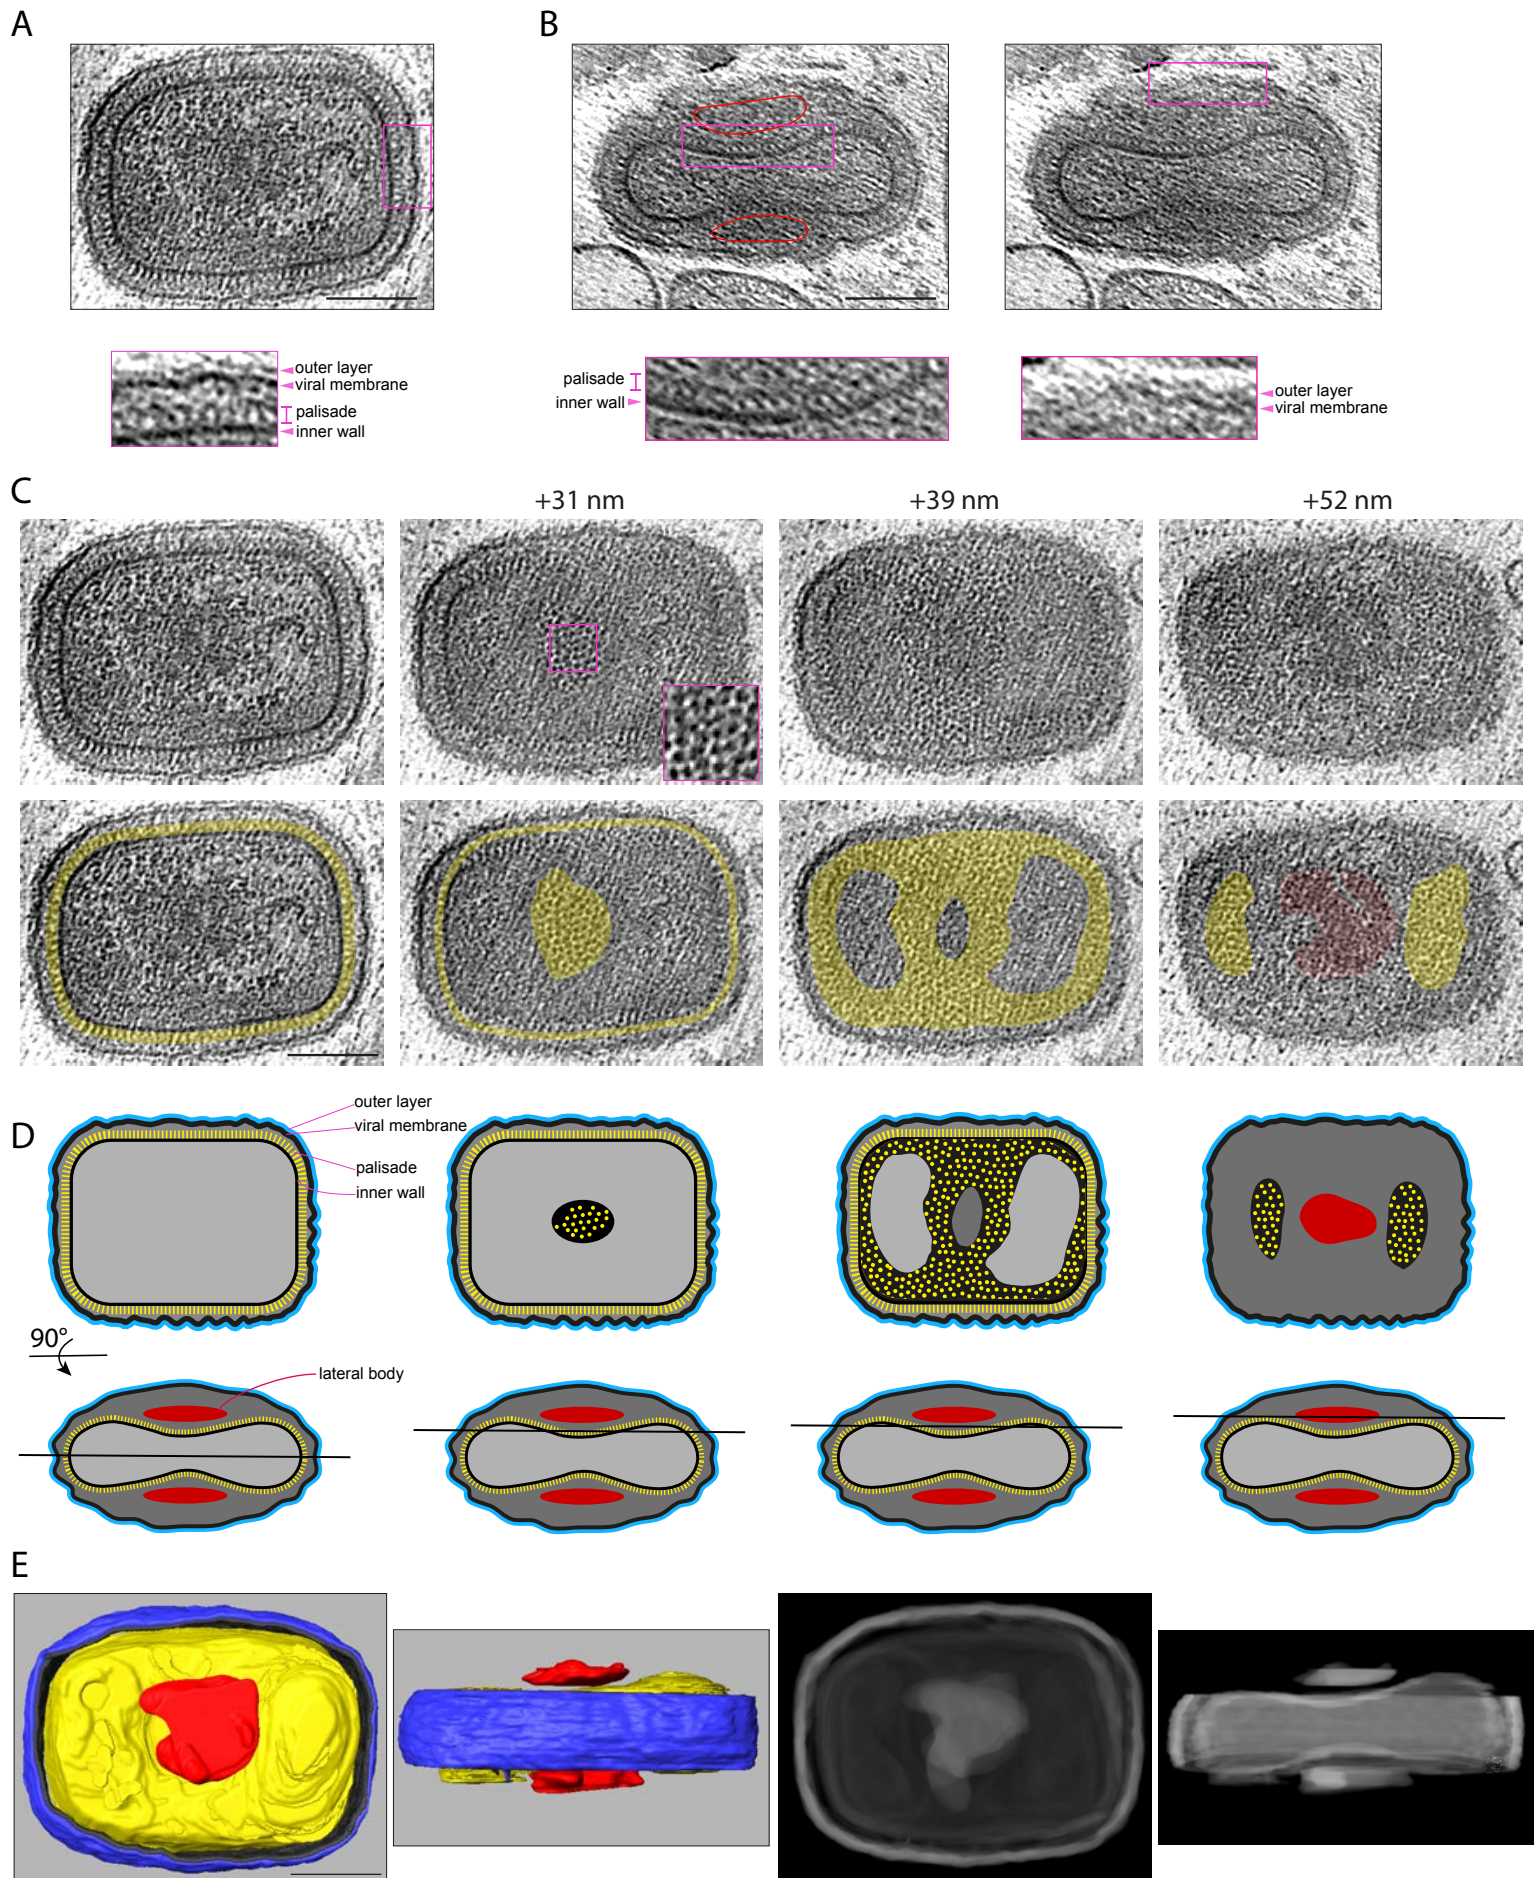 A
B
outer layer
viral membrane
palisade
inner wall
palisade
inner wall
outer layer
viral membrane
C
+31 nm
+39 nm
+52 nm
D
outer layer
viral membrane
palisade
inner wall
90°
lateral body
E